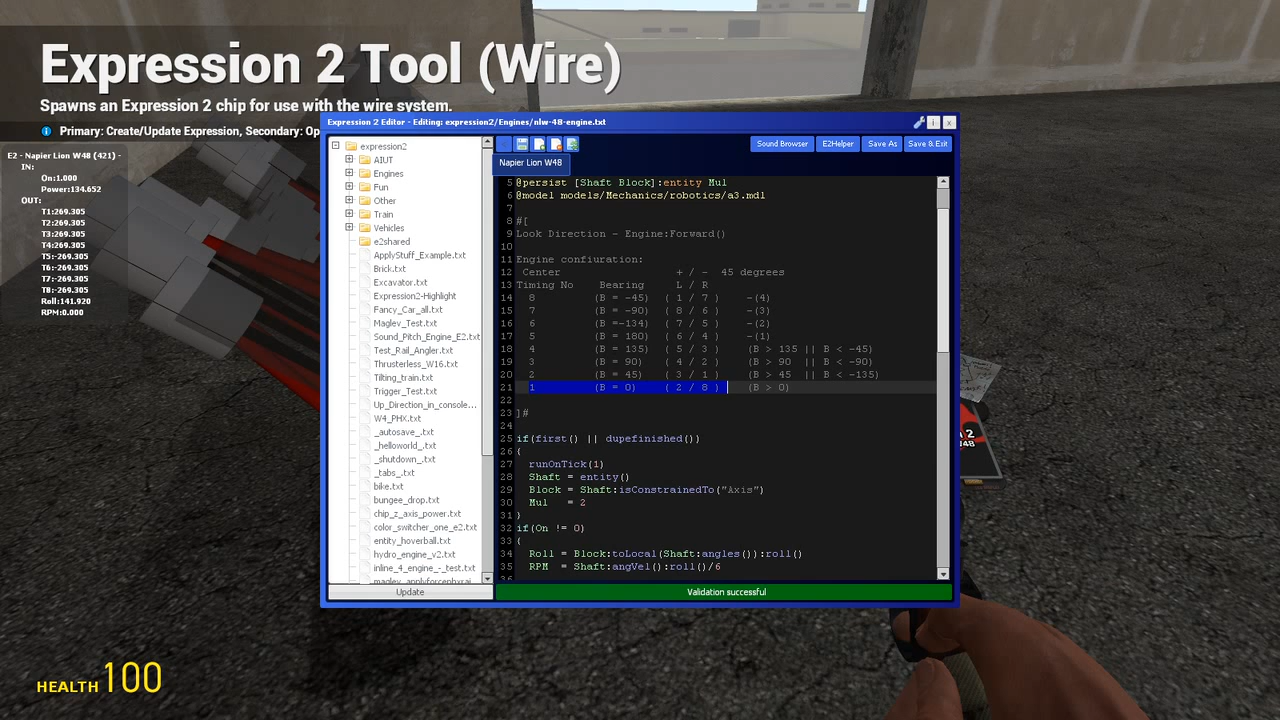 Expression 2 Tool (Wire)
Spawns an Expression 2 chip for use with the wire system.
Primary: Create/Update Expression, Secondary: Op
E2 - Napier Lion W48 (421) -
IN:
On:1.000
Power:134.652
OUT:
T1:269.305
T2:269.305
T3:269.305
T4:269.305
T5:-269.305
T6:-269.305
T7:-269.305
T8:-269.305
Roll:141.920
RPM:0.000
Expression 2 Editor - Editing: expression2/Engines/nlw-48-engine.txt
Sound Browser
E2Helper
Save As
Save & Exit
Napier Lion W48
expression2
AIUT
Engines
Fun
Other
Train
Vehicles
e2shared
ApplyStuff_Example.txt
Brick.txt
Excavator.txt
Expression2-Highlight
Fancy_Car_all.txt
Maglev_Test.txt
Sound_Pitch_Engine_E2.txt
Test_Rail_Angler.txt
Thrusterless_W16.txt
Tilting_train.txt
Trigger_Test.txt
Up_Direction_in_console...
W4_PHX.txt
_autosave_.txt
_helloworld_.txt
_shutdown_.txt
_tabs_.txt
bike.txt
bungee_drop.txt
chip_z_axis_power.txt
color_switcher_one_e2.txt
entity_hoverball.txt
hydro_engine_v2.txt
inline_4_engine_-_test.txt
Update
5 @persist [Shaft Block]:entity Mul
6 @model models/Mechanics/robotics/a3.mdl
7
8 #[
9 Look Direction - Engine:Forward()
10
11 Engine confiuration:
12 Center + / - 45 degrees
13 Timing No Bearing L / R
14 8 (B = -45) ( 1 / 7 ) -(4)
15 7 (B = -90) ( 8 / 6 ) -(3)
16 6 (B =-134) ( 7 / 5 ) -(2)
17 5 (B = 180) ( 6 / 4 ) -(1)
18 4 (B = 135) ( 5 / 3 ) (B > 135 || B < -45)
19 3 (B = 90) ( 4 / 2 ) (B > 90 || B < -90)
20 2 (B = 45) ( 3 / 1 ) (B > 45 || B < -135)
21 1 (B = 0) ( 2 / 8 ) (B > 0)
22
23 ]#
24
25 if(first() || dupefinished())
26 {
27 runOnTick(1)
28 Shaft = entity()
29 Block = Shaft:isConstrainedTo("Axis")
30 Mul = 2
31 }
32 if(On != 0)
33 {
34 Roll = Block:toLocal(Shaft:angles()):roll()
35 RPM = Shaft:angVel():roll()/6
Validation successful
HEALTH 100